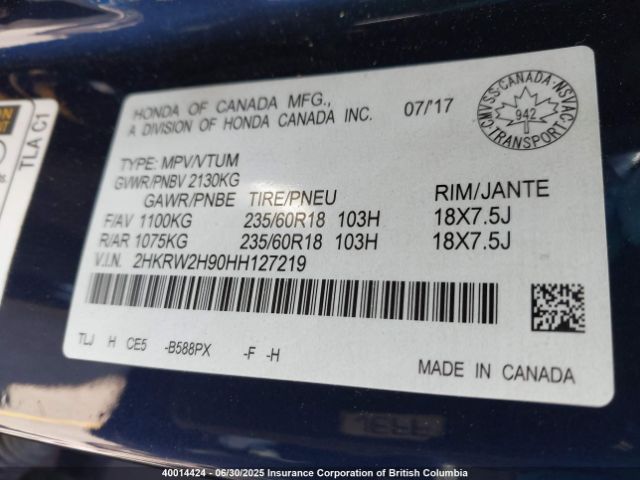 HONDA OF CANADA MFG., 07/'17
A DIVISION OF HONDA CANADA INC.
CMVSS-CANADA-NSVAC
942
TRANSPORT
TYPE: MPV/VTUM
GVWR/PNBV 2130KG
GAWR/PNBE TIRE/PNEU RIM/JANTE
F/AV 1100KG 235/60R18 103H 18X7.5J
R/AR 1075KG 235/60R18 103H 18X7.5J
V.I.N. 2HKRW2H90HH127219
TLJ H CE5 -B588PX -F -H
MADE IN CANADA
TLA C1
40014424 - 06/30/2025 Insurance Corporation of British Columbia